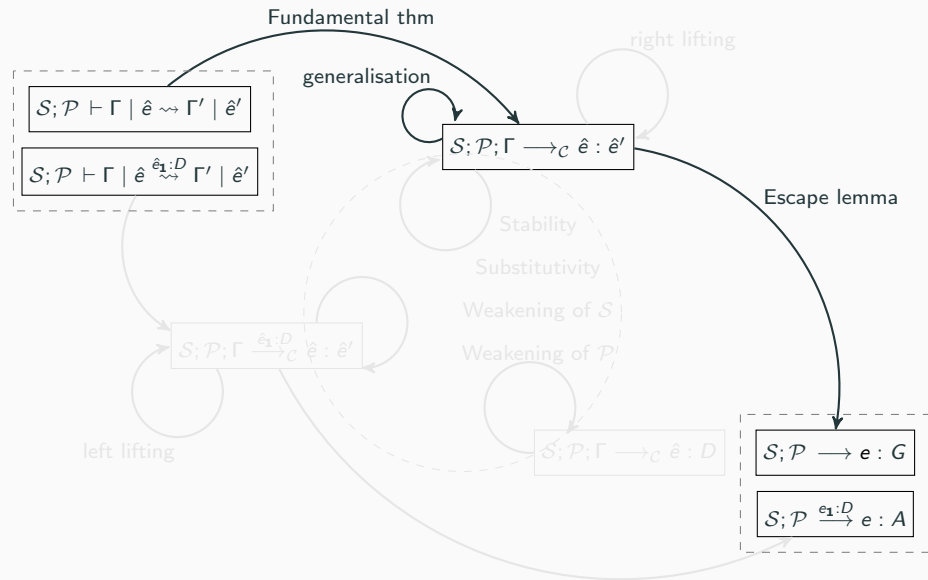 Fundamental thm
right lifting
generalisation
𝒮; 𝒫 ⊢ Γ | ê ⇝ Γ′ | ê′
𝒮; 𝒫; Γ ⟶𝒞 ê : ê′
𝒮; 𝒫 ⊢ Γ | ê ⇝^{ê₁:D} Γ′ | ê′
Escape lemma
Stability
Substitutivity
Weakening of 𝒮
𝒮; 𝒫; Γ ⟶^{ê₁:D}𝒞 ê : ê′
Weakening of 𝒫
left lifting
𝒮; 𝒫; Γ ⟶𝒞 ê : D
𝒮; 𝒫 ⟶ e : G
𝒮; 𝒫 ⟶^{e₁:D} e : A